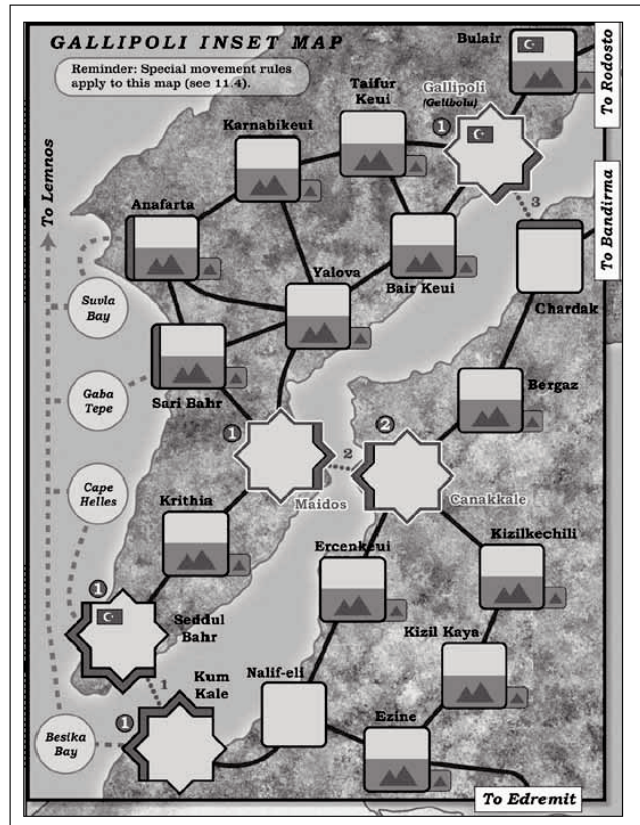 GALLIPOLI INSET MAP
Reminder: Special movement rules
apply to this map (see 11.4).
Bulair
To Rodosto
Taifur
Keui
Gallipoli
(Gelibolu)
1
Karnabikeui
To Lemnos
3
To Bandirma
Anafarta
Yalova
Bair Keui
Chardak
Suvla
Bay
Sari Bahr
Bergaz
Gaba
Tepe
1
2
2
Maidos
Canakkale
Cape
Helles
Krithia
Ercenkeui
Kizilkechili
1
Seddul
Bahr
Kizil Kaya
1
Kum
Kale
Nalif-eli
1
Ezine
Besika
Bay
To Edremit